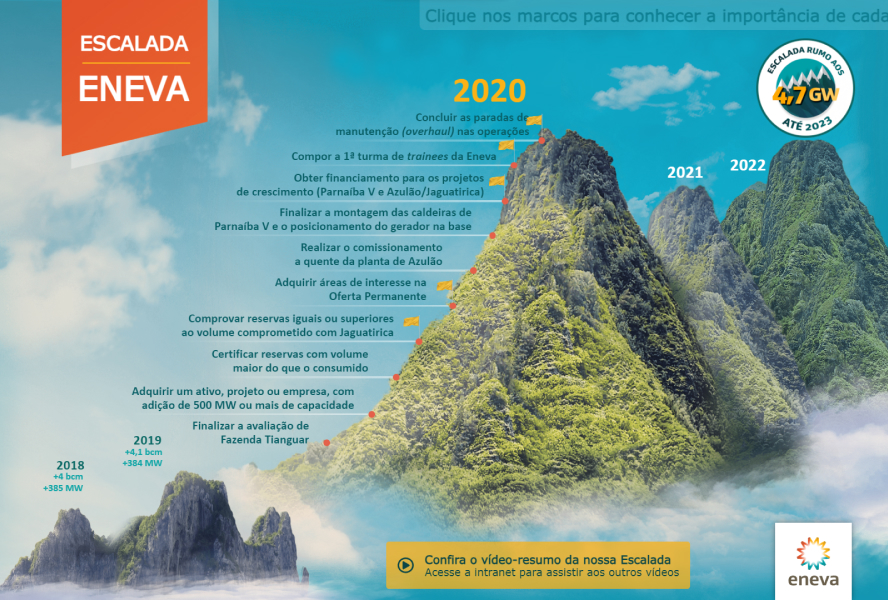 Clique nos marcos para conhecer a importância de cada
ESCALADA
ENEVA
ESCALADA RUMO AOS
4,7 GW
ATÉ 2023
2020
Concluir as paradas de
manutenção (overhaul) nas operações
Compor a 1ª turma de trainees da Eneva
Obter financiamento para os projetos
de crescimento (Parnaíba V e Azulão/Jaguatirica)
Finalizar a montagem das caldeiras de
Parnaíba V e o posicionamento do gerador na base
Realizar o comissionamento
a quente da planta de Azulão
Adquirir áreas de interesse na
Oferta Permanente
Comprovar reservas iguais ou superiores
ao volume comprometido com Jaguatirica
Certificar reservas com volume
maior do que o consumido
Adquirir um ativo, projeto ou empresa, com
adição de 500 MW ou mais de capacidade
Finalizar a avaliação de
Fazenda Tianguar
2021
2022
2019
+4,1 bcm
+384 MW
2018
+4 bcm
+385 MW
Confira o vídeo-resumo da nossa Escalada
Acesse a intranet para assistir aos outros vídeos
eneva